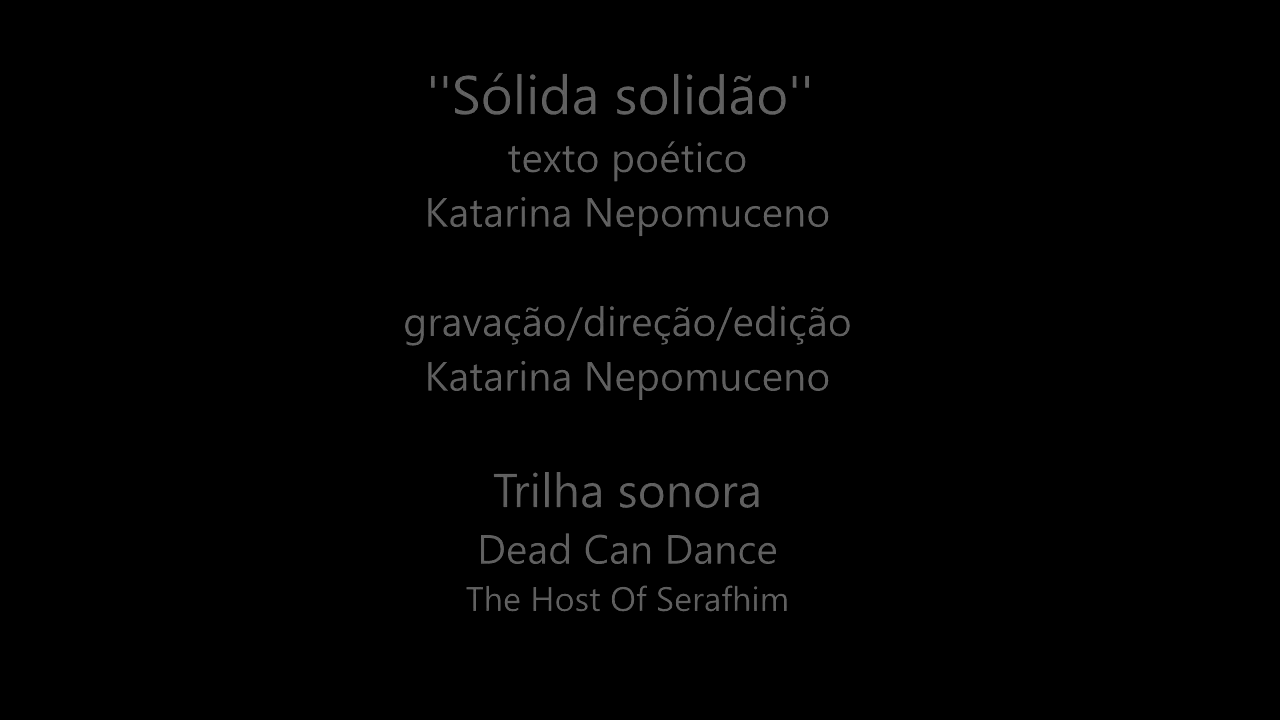 ''Sólida solidão''
texto poético
Katarina Nepomuceno
gravação/direção/edição
Katarina Nepomuceno
Trilha sonora
Dead Can Dance
The Host Of Serafhim